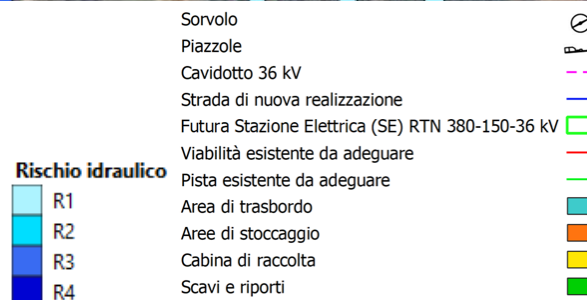 Sorvolo
Piazzole
Cavidotto 36 kV
Strada di nuova realizzazione
Futura Stazione Elettrica (SE) RTN 380-150-36 kV
Viabilità esistente da adeguare
Pista esistente da adeguare
Area di trasbordo
Aree di stoccaggio
Cabina di raccolta
Scavi e riporti
Rischio idraulico
R1
R2
R3
R4